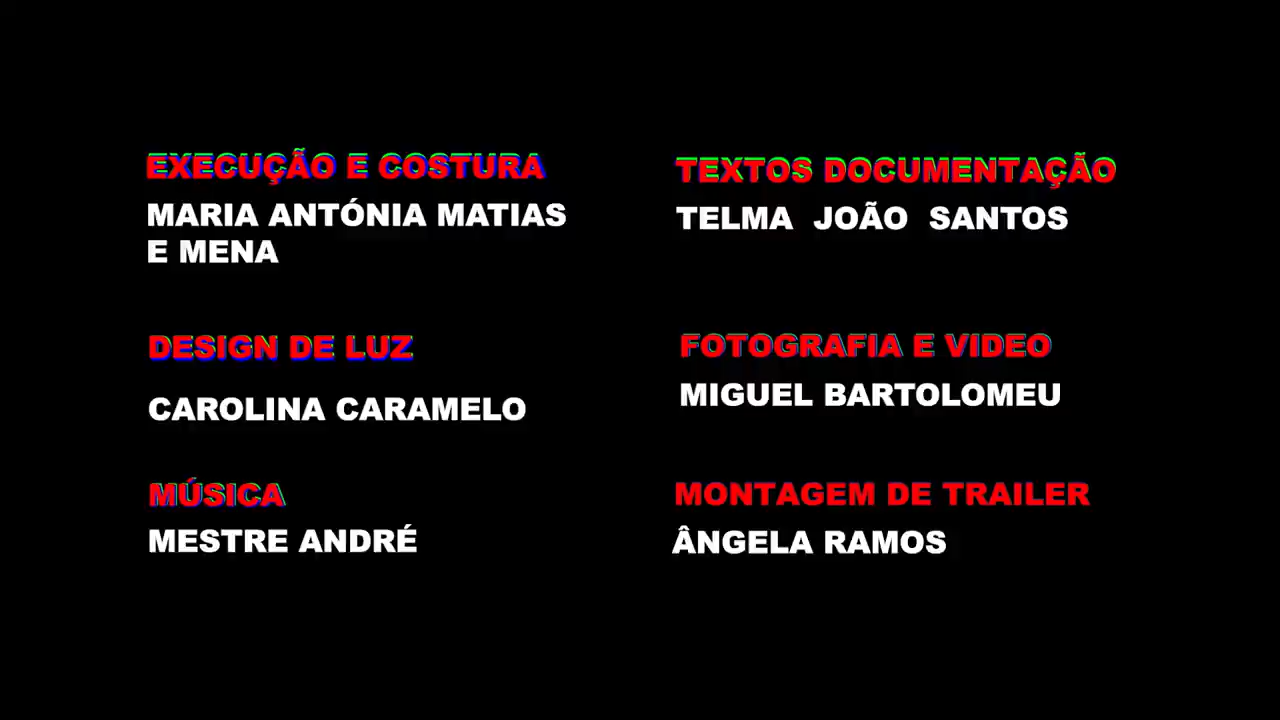 EXECUÇÃO E COSTURA
MARIA ANTÓNIA MATIAS
E MENA
DESIGN DE LUZ
CAROLINA CARAMELO
MÚSICA
MESTRE ANDRÉ
TEXTOS DOCUMENTAÇÃO
TELMA JOÃO SANTOS
FOTOGRAFIA E VIDEO
MIGUEL BARTOLOMEU
MONTAGEM DE TRAILER
ÂNGELA RAMOS